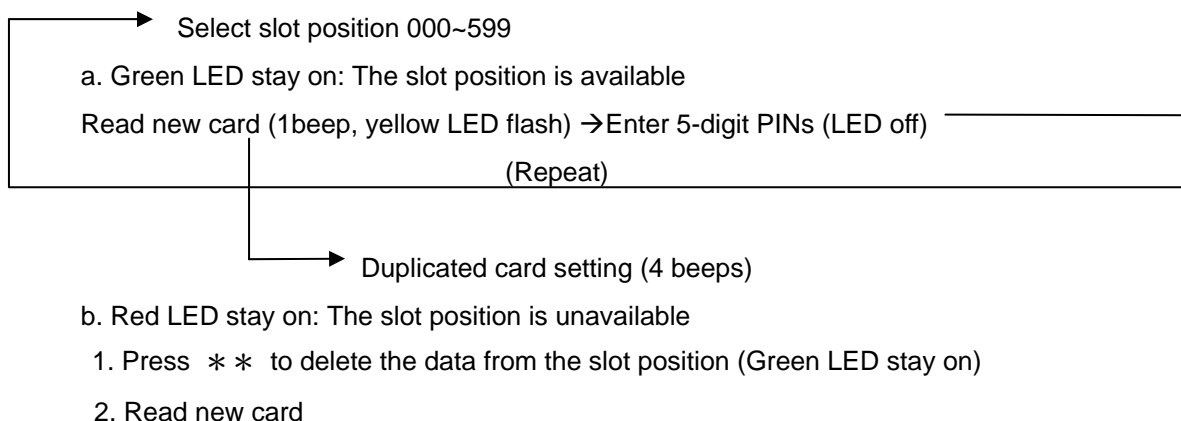 Select slot position 000~599
a. Green LED stay on: The slot position is available
Read new card (1beep, yellow LED flash) →Enter 5-digit PINs (LED off)
(Repeat)
Duplicated card setting (4 beeps)
b. Red LED stay on: The slot position is unavailable
1. Press ＊＊ to delete the data from the slot position (Green LED stay on)
2. Read new card